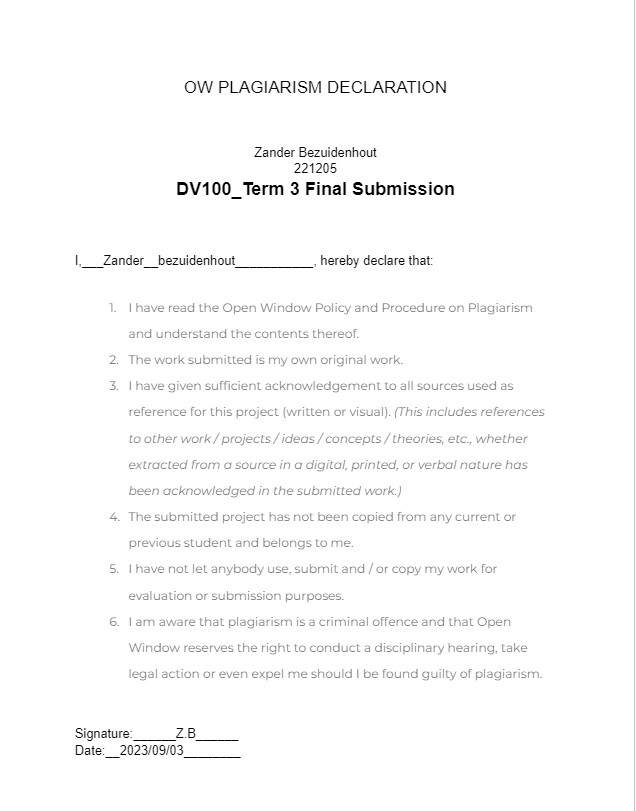 OW PLAGIARISM DECLARATION
Zander Bezuidenhout
221205
DV100_Term 3 Final Submission
I,___Zander__bezuidenhout___________, hereby declare that:
1. I have read the Open Window Policy and Procedure on Plagiarism
and understand the contents thereof.
2. The work submitted is my own original work.
3. I have given sufficient acknowledgement to all sources used as
reference for this project (written or visual). (This includes references
to other work / projects / ideas / concepts / theories, etc., whether
extracted from a source in a digital, printed, or verbal nature has
been acknowledged in the submitted work.)
4. The submitted project has not been copied from any current or
previous student and belongs to me.
5. I have not let anybody use, submit and / or copy my work for
evaluation or submission purposes.
6. I am aware that plagiarism is a criminal offence and that Open
Window reserves the right to conduct a disciplinary hearing, take
legal action or even expel me should I be found guilty of plagiarism.
Signature:______Z.B______
Date:__2023/09/03________